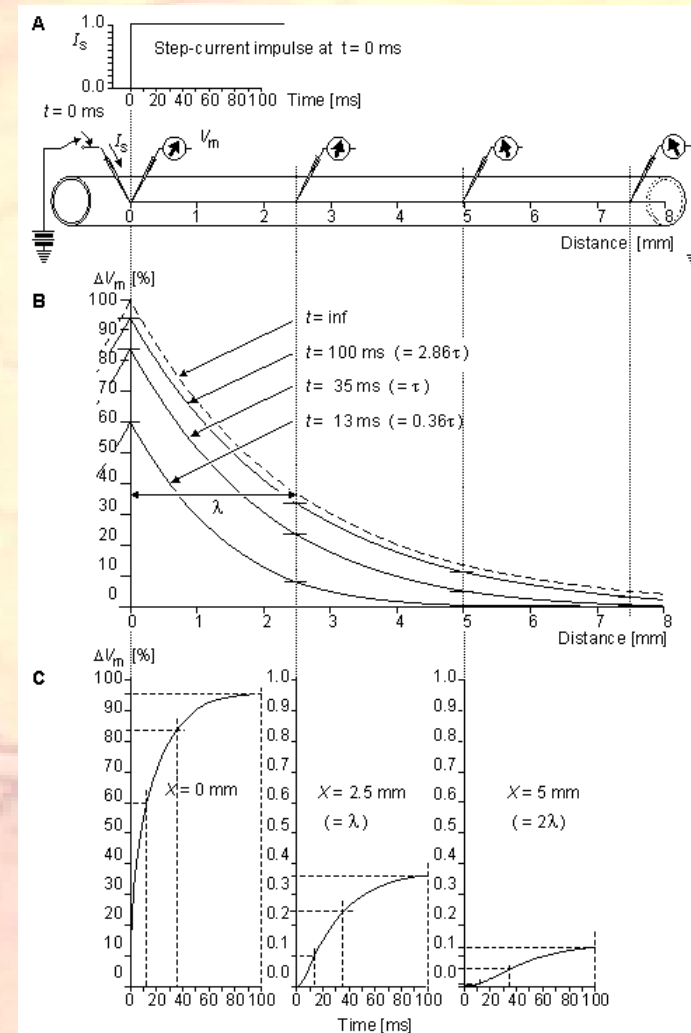 A
I_s
1.0
0.0
Step-current impulse at t = 0 ms
0 20 40 60 80 100 Time [ms]
t = 0 ms
I_s
V_m
0 1 2 3 4 5 6 7 8
Distance [mm]
ΔV_m [%]
B
100
90
80
70
60
50
40
30
20
10
0
t = inf
t = 100 ms (= 2.86τ)
t = 35 ms (= τ)
t = 13 ms (= 0.36τ)
λ
0 1 2 3 4 5 6 7 8
Distance [mm]
ΔV_m [%]
C
100
90
80
70
60
50
40
30
20
10
0
X = 0 mm
0 20 40 60 80 100
1.0
0.9
0.8
0.7
0.6
0.5
0.4
0.3
0.2
0.1
0.0
X = 2.5 mm
(= λ)
0 20 40 60 80 100
1.0
0.9
0.8
0.7
0.6
0.5
0.4
0.3
0.2
0.1
0.0
X = 5 mm
(= 2λ)
0 20 40 60 80 100
Time [ms]